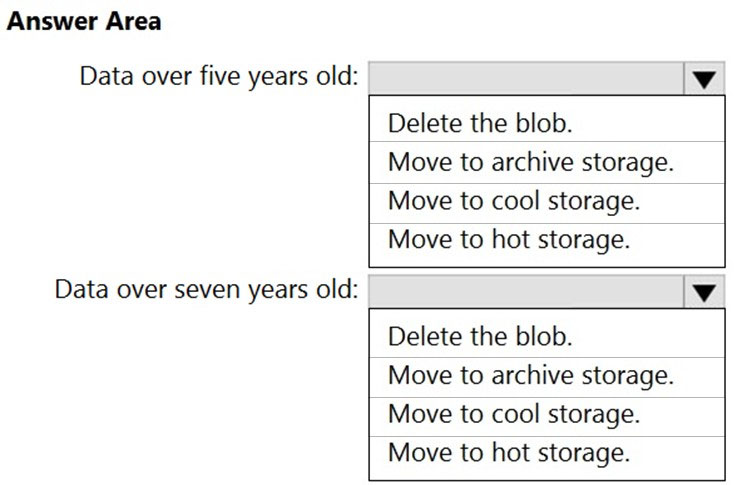 Answer Area
Data over five years old:
Delete the blob.
Move to archive storage.
Move to cool storage.
Move to hot storage.
Data over seven years old:
Delete the blob.
Move to archive storage.
Move to cool storage.
Move to hot storage.